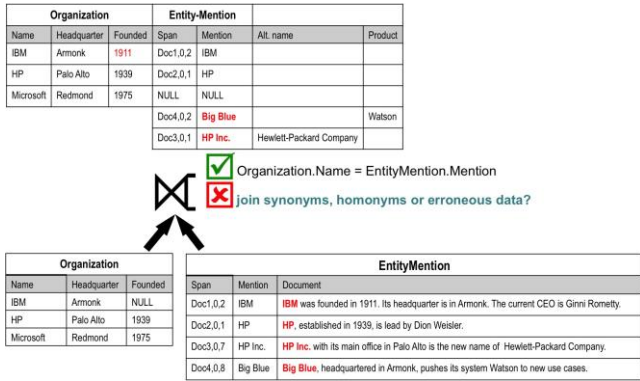 Organization Entity-Mention
Name Headquarter Founded Span Mention Alt. name Product
IBM Armonk 1911 Doc1,0,2 IBM
HP Palo Alto 1939 Doc2,0,1 HP
Microsoft Redmond 1975 NULL NULL
Doc4,0,2 Big Blue Watson
Doc3,0,1 HP Inc. Hewlett-Packard Company
Organization.Name = EntityMention.Mention
join synonyms, homonyms or erroneous data?
Organization
Name Headquarter Founded
IBM Armonk NULL
HP Palo Alto 1939
Microsoft Redmond 1975
EntityMention
Span Mention Document
Doc1,0,2 IBM IBM was founded in 1911. Its headquarter is in Armonk. The current CEO is Ginni Rometty.
Doc2,0,1 HP HP, established in 1939, is lead by Dion Weisler.
Doc3,0,7 HP Inc. HP Inc. with its main office in Palo Alto is the new name of Hewlett-Packard Company.
Doc4,0,8 Big Blue Big Blue, headquartered in Armonk, pushes its system Watson to new use cases.